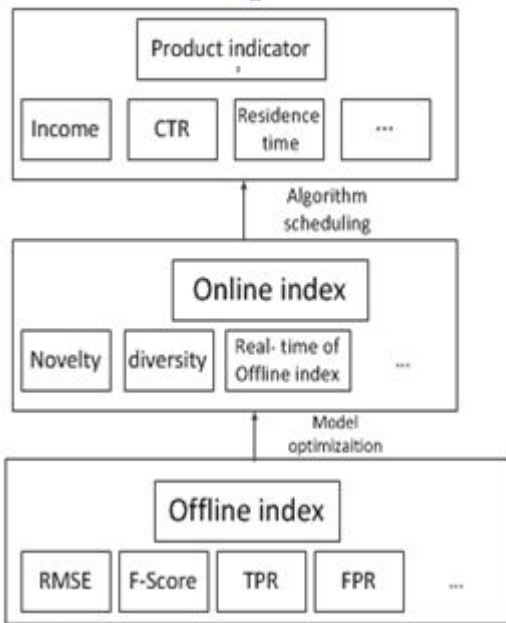 Product indicator
Income
CTR
Residence
time
...
Algorithm
scheduling
Online index
Novelty
diversity
Real- time of
Offline index
...
Model
optimizaition
Offline index
RMSE
F-Score
TPR
FPR
...